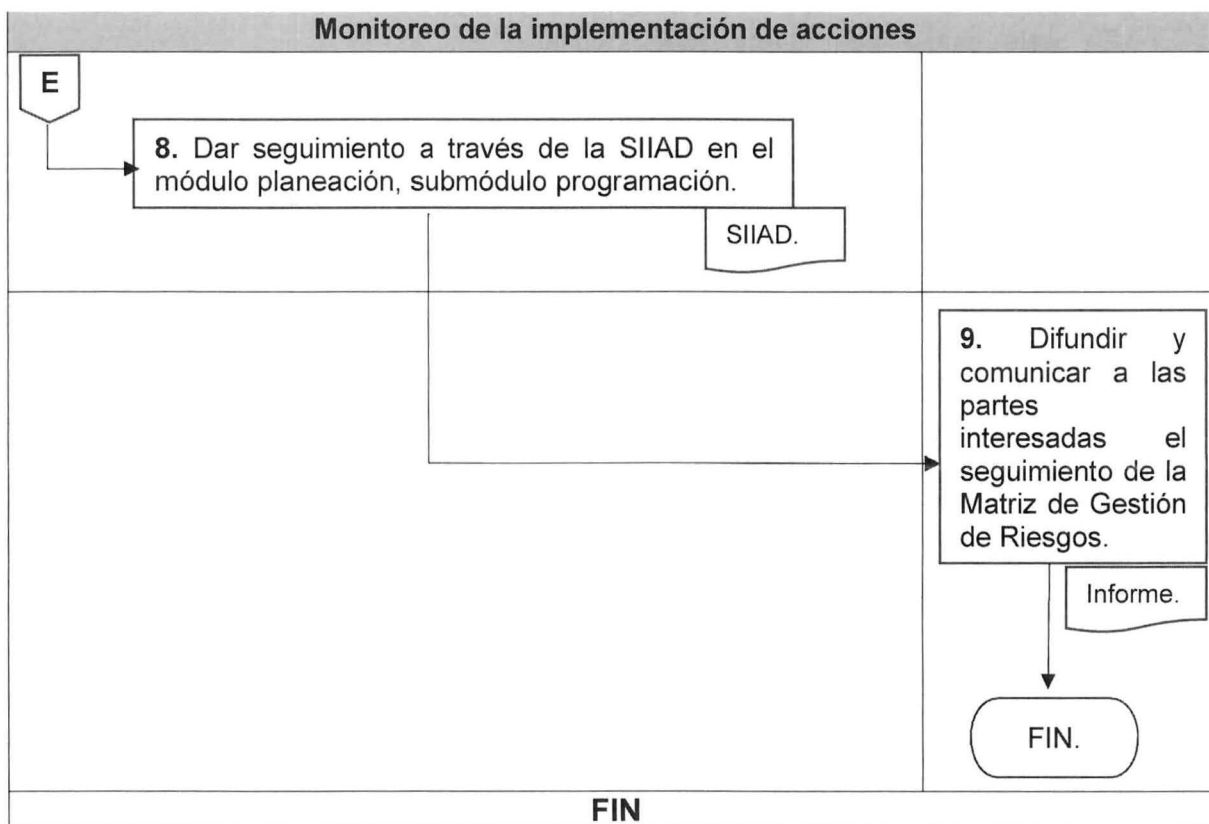 Monitoreo de la implementación de acciones
E
8. Dar seguimiento a través de la SIIAD en el
módulo planeación, submódulo programación.
SIIAD.
9. Difundir y
comunicar a las
partes
interesadas el
seguimiento de la
Matriz de Gestión
de Riesgos.
Informe.
FIN.
FIN